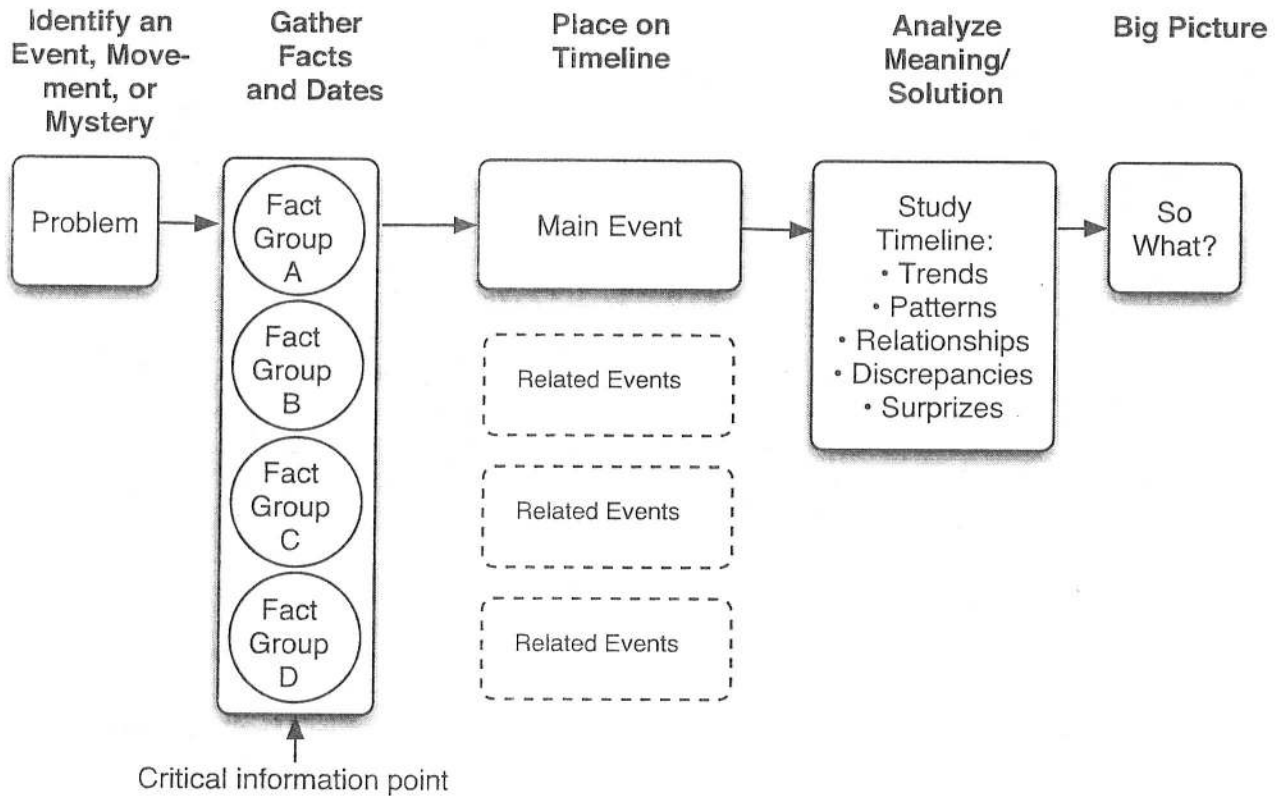 Identify an
Event, Move-
ment, or
Mystery
Gather
Facts
and Dates
Place on
Timeline
Analyze
Meaning/
Solution
Big Picture
Problem
Fact
Group
A
Fact
Group
B
Fact
Group
C
Fact
Group
D
Main Event
Related Events
Related Events
Related Events
Study
Timeline:
• Trends
• Patterns
• Relationships
• Discrepancies
• Surprizes
So
What?
Critical information point